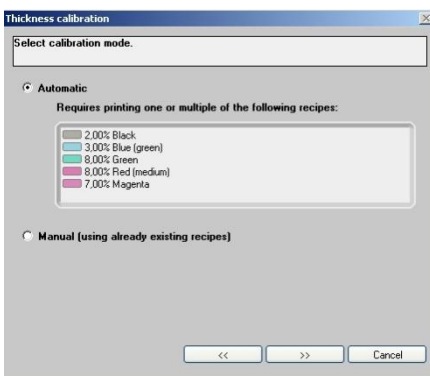 Thickness calibration
Select calibration mode.
Automatic
Requires printing one or multiple of the following recipes:
2,00% Black
3,00% Blue (green)
8,00% Green
8,00% Red (medium)
7,00% Magenta
Manual (using already existing recipes)
<< >> Cancel